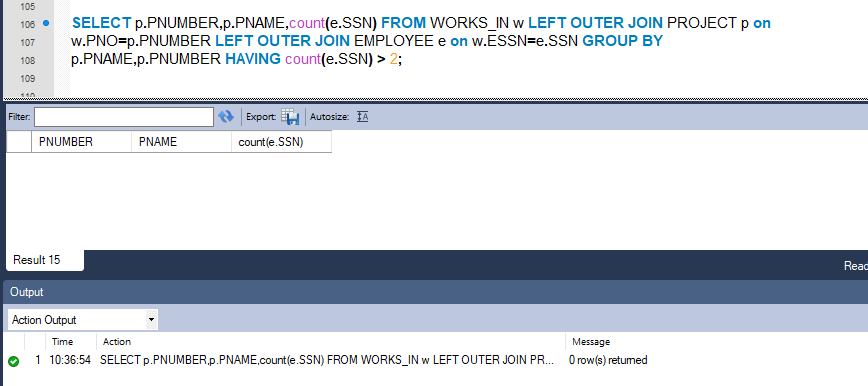 105
106 SELECT p.PNUMBER,p.PNAME,count(e.SSN) FROM WORKS_IN w LEFT OUTER JOIN PROJECT p on
107 w.PNO=p.PNUMBER LEFT OUTER JOIN EMPLOYEE e on w.ESSN=e.SSN GROUP BY
108 p.PNAME,p.PNUMBER HAVING count(e.SSN) > 2;
109
110
Filter: Export: Autosize:
PNUMBER PNAME count(e.SSN)
Result 15
Read
Output
Action Output
Time Action Message
1 10:36:54 SELECT p.PNUMBER,p.PNAME,count(e.SSN) FROM WORKS_IN w LEFT OUTER JOIN PR... 0 row(s) returned